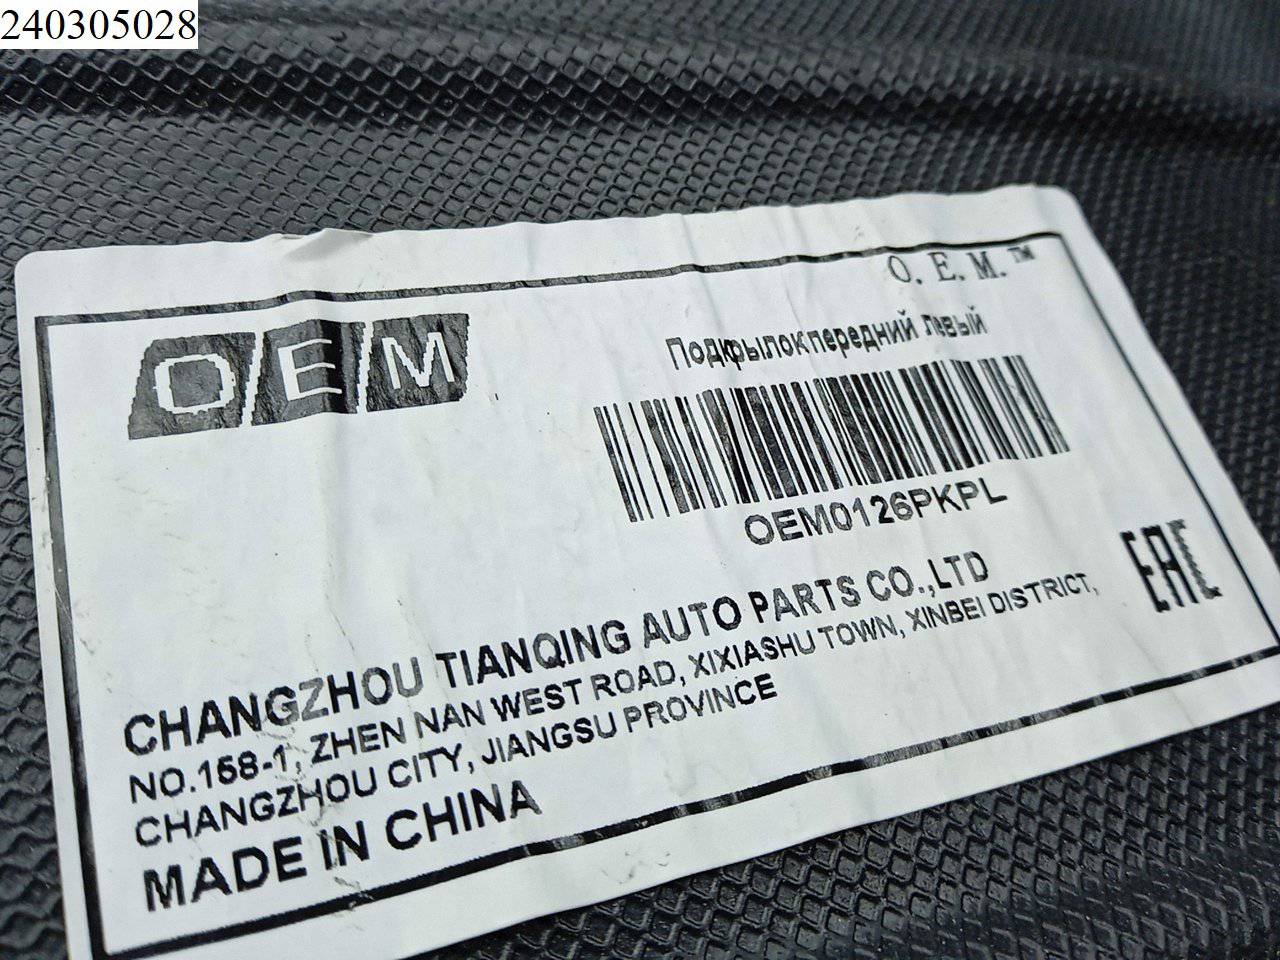 240305028
O. E. M.™
OEM
Подкрылок передний левый
OEM0126PKPL
EAC
CHANGZHOU TIANQING AUTO PARTS CO.,LTD
NO.158-1, ZHEN NAN WEST ROAD, XIXIASHU TOWN, XINBEI DISTRICT,
CHANGZHOU CITY, JIANGSU PROVINCE
MADE IN CHINA